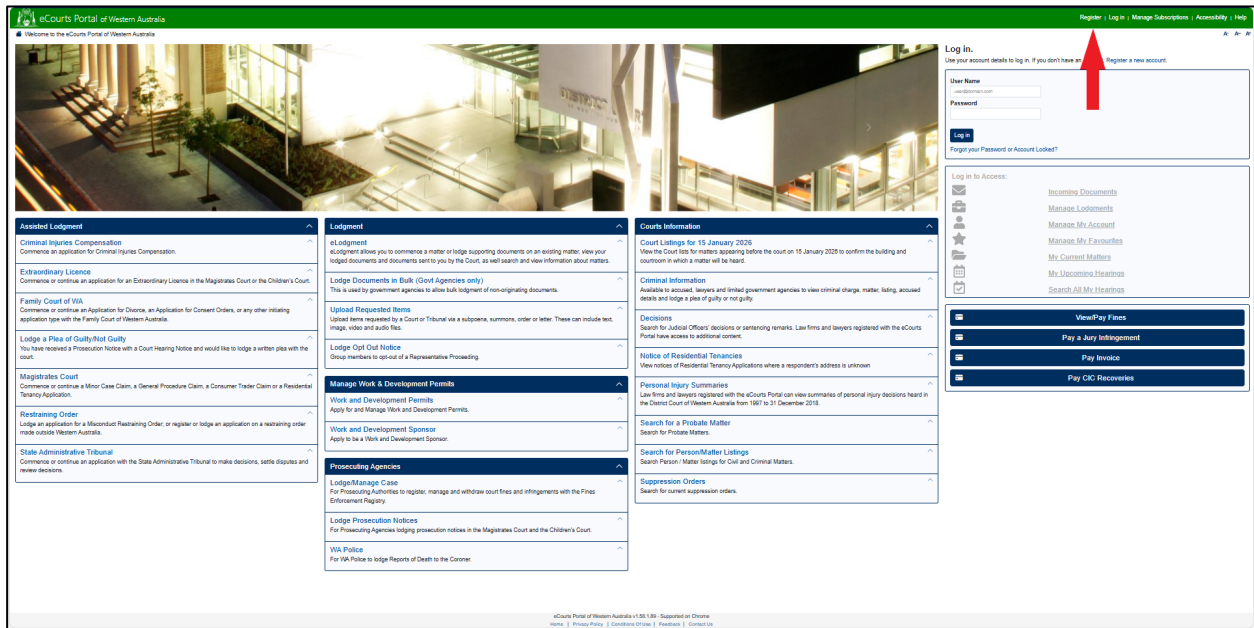 eCourts Portal of Western Australia
Register | Log in | Manage Subscriptions | Accessibility | Help
Welcome to the eCourts Portal of Western Australia
DISTRICT
Log in.
Use your account details to log in. If you don't have an
Register a new account.
User Name
user@domain.com
Password
Log in
Forgot your Password or Account Locked?
Log in to Access:
Incoming Documents
Manage Lodgments
Manage My Account
Manage My Favourites
My Current Matters
My Upcoming Hearings
Search All My Hearings
View/Pay Fines
Pay a Jury Infringement
Pay Invoice
Pay CIC Recoveries
Assisted Lodgment
Criminal Injuries Compensation
Commence an application for Criminal Injuries Compensation.
Extraordinary Licence
Commence or continue an application for an Extraordinary Licence in the Magistrates Court or the Children's Court.
Family Court of WA
Commence or continue an Application for Divorce, an Application for Consent Orders, or any other initiating
application type with the Family Court of Western Australia.
Lodge a Plea of Guilty/Not Guilty
You have received a Prosecution Notice with a Court Hearing Notice and would like to lodge a written plea with the
court.
Magistrates Court
Commence or continue a Minor Case Claim, a General Procedure Claim, a Consumer Trader Claim or a Residential
Tenancy Application.
Restraining Order
Lodge an application for a Misconduct Restraining Order; or register or lodge an application on a restraining order
made outside Western Australia.
State Administrative Tribunal
Commence or continue an application with the State Administrative Tribunal to make decisions, settle disputes and
review decisions.
Lodgment
eLodgment
eLodgment allows you to commence a matter or lodge supporting documents on an existing matter, view your
lodged documents and documents sent to you by the Court, as well search and view information about matters.
Lodge Documents in Bulk (Govt Agencies only)
This is used by government agencies to allow bulk lodgment of non-originating documents.
Upload Requested Items
Upload items requested by a Court or Tribunal via a subpoena, summons, order or letter. These can include text,
image, video and audio files.
Lodge Opt Out Notice
Group members to opt-out of a Representative Proceeding.
Manage Work & Development Permits
Work and Development Permits
Apply for and Manage Work and Development Permits.
Work and Development Sponsor
Apply to be a Work and Development Sponsor.
Prosecuting Agencies
Lodge/Manage Case
For Prosecuting Authorities to register, manage and withdraw court fines and infringements with the Fines
Enforcement Registry.
Lodge Prosecution Notices
For Prosecuting Agencies lodging prosecution notices in the Magistrates Court and the Children's Court.
WA Police
For WA Police to lodge Reports of Death to the Coroner.
Courts Information
Court Listings for 15 January 2026
View the Court lists for matters appearing before the court on 15 January 2026 to confirm the building and
courtroom in which a matter will be heard.
Criminal Information
Available to accused, lawyers and limited government agencies to view criminal charge, matter, listing, accused
details and lodge a plea of guilty or not guilty.
Decisions
Search for Judicial Officers' decisions or sentencing remarks. Law firms and lawyers registered with the eCourts
Portal have access to additional content.
Notice of Residential Tenancies
View notices of Residential Tenancy Applications where a respondent's address is unknown
Personal Injury Summaries
Law firms and lawyers registered with the eCourts Portal can view summaries of personal injury decisions heard in
the District Court of Western Australia from 1997 to 31 December 2018.
Search for a Probate Matter
Search for Probate Matters.
Search for Person/Matter Listings
Search Person / Matter listings for Civil and Criminal Matters.
Suppression Orders
Search for current suppression orders.
eCourts Portal of Western Australia v1.56.1.89 - Supported on Chrome
Home | Privacy Policy | Conditions Of Use | Feedback | Contact Us